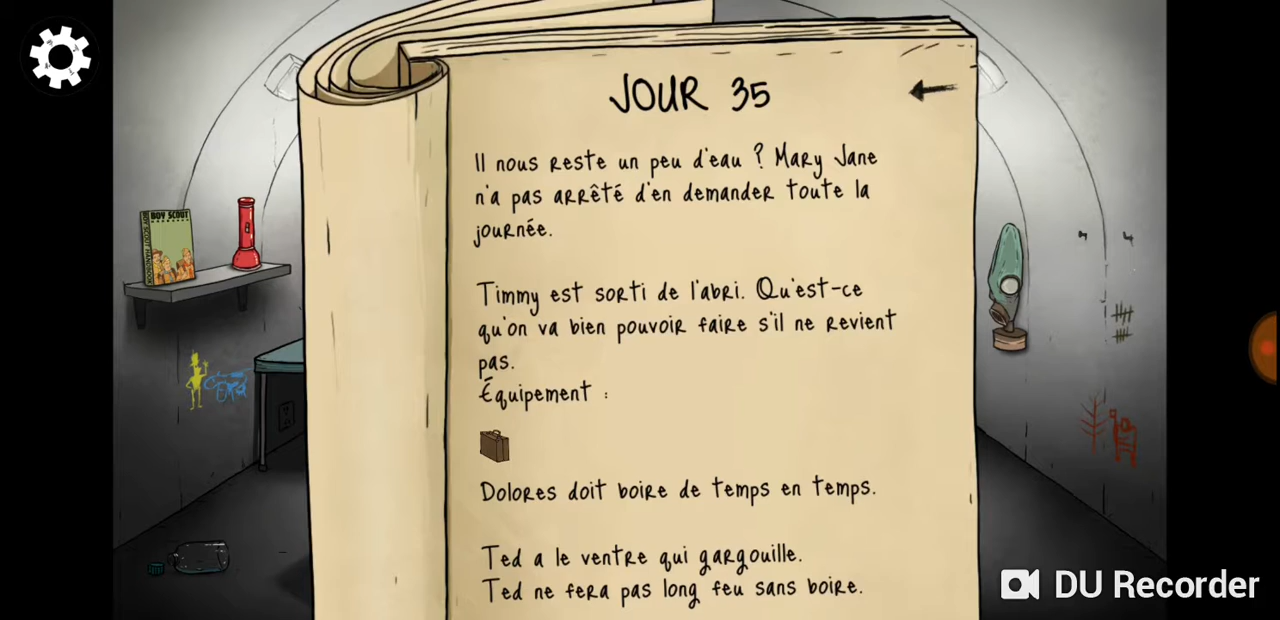 JOUR 35
BOY SCOUT
Il nous reste un peu d'eau ? Mary Jane
n'a pas arrêté d'en demander toute la
journée.
Timmy est sorti de l'abri. Qu'est-ce
qu'on va bien pouvoir faire s'il ne revient
pas.
Équipement :
Dolores doit boire de temps en temps.
Ted a le ventre qui gargouille.
Ted ne fera pas long feu sans boire.
DU Recorder